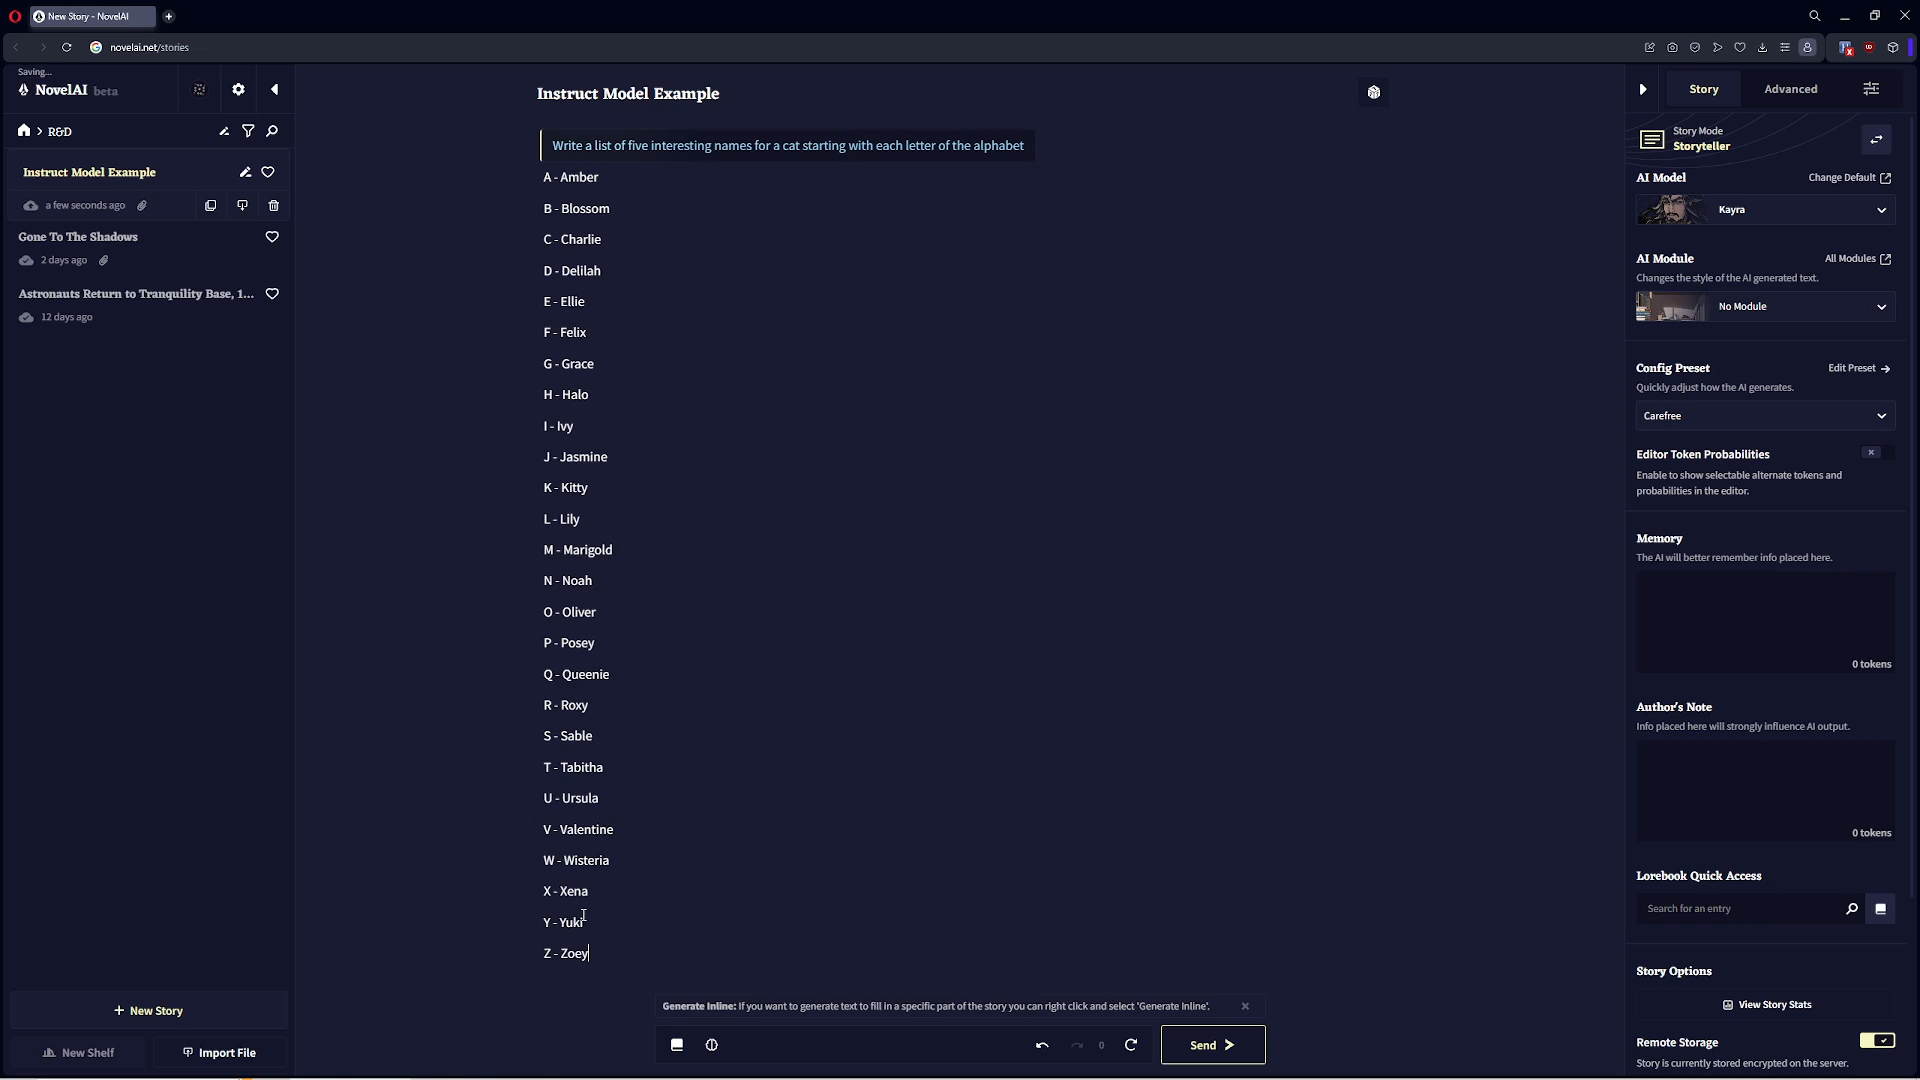 New Story - NovelAI
novelai.net/stories
Saving...
NovelAI beta
R&D
Instruct Model Example
a few seconds ago
Gone To The Shadows
2 days ago
Astronauts Return to Tranquility Base, 1...
12 days ago
+ New Story
New Shelf
Import File
Instruct Model Example
Write a list of five interesting names for a cat starting with each letter of the alphabet
A - Amber
B - Blossom
C - Charlie
D - Delilah
E - Ellie
F - Felix
G - Grace
H - Halo
I - Ivy
J - Jasmine
K - Kitty
L - Lily
M - Marigold
N - Noah
O - Oliver
P - Posey
Q - Queenie
R - Roxy
S - Sable
T - Tabitha
U - Ursula
V - Valentine
W - Wisteria
X - Xena
Y - Yuki
Z - Zoey
Generate Inline: If you want to generate text to fill in a specific part of the story you can right click and select 'Generate Inline'.
0
Send >
Story
Advanced
Story Mode
Storyteller
AI Model
Change Default
Kayra
AI Module
All Modules
Changes the style of the AI generated text.
No Module
Config Preset
Edit Preset →
Quickly adjust how the AI generates.
Carefree
Editor Token Probabilities
Enable to show selectable alternate tokens and
probabilities in the editor.
Memory
The AI will better remember info placed here.
0 tokens
Author's Note
Info placed here will strongly influence AI output.
0 tokens
Lorebook Quick Access
Search for an entry
Story Options
View Story Stats
Remote Storage
Story is currently stored encrypted on the server.